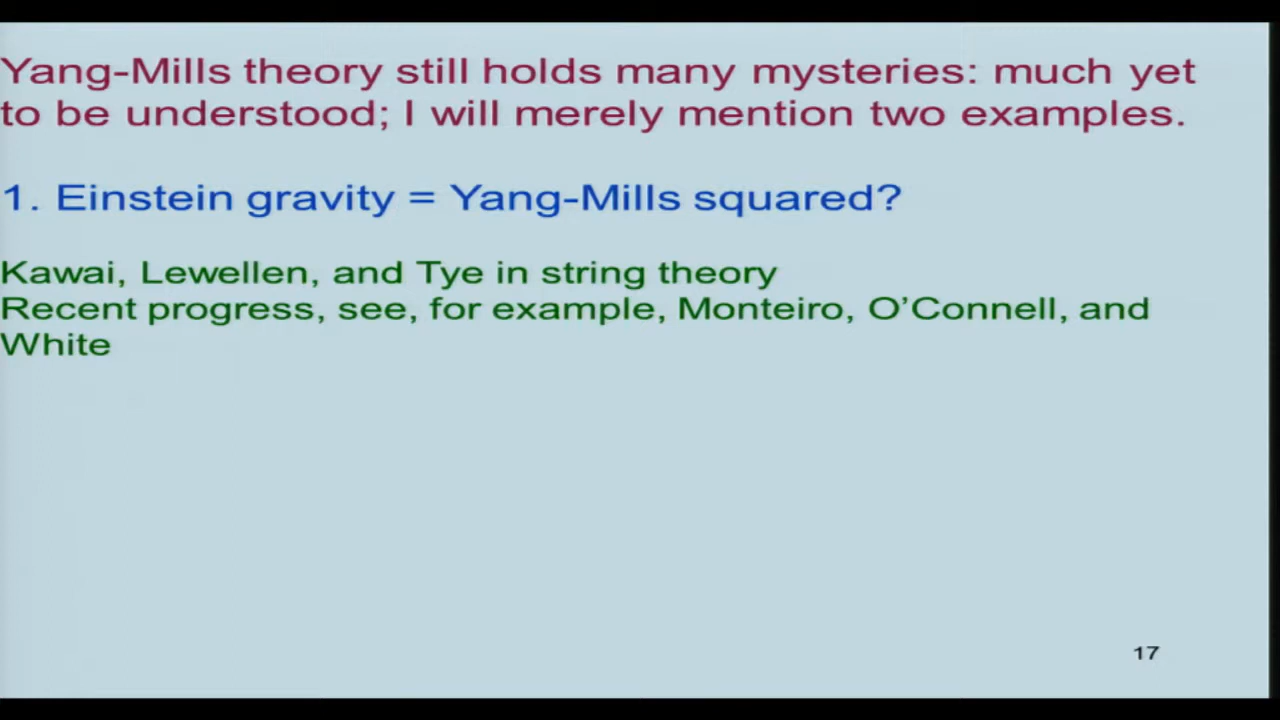 Yang-Mills theory still holds many mysteries: much yet
to be understood; I will merely mention two examples.
1. Einstein gravity = Yang-Mills squared?
Kawai, Lewellen, and Tye in string theory
Recent progress, see, for example, Monteiro, O’Connell, and
White
17